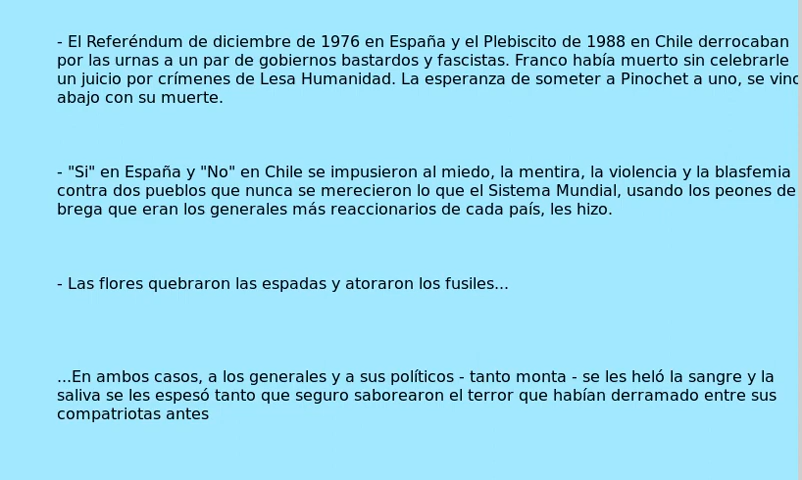 - El Referéndum de diciembre de 1976 en España y el Plebiscito de 1988 en Chile derrocaban
por las urnas a un par de gobiernos bastardos y fascistas. Franco había muerto sin celebrarle
un juicio por crímenes de Lesa Humanidad. La esperanza de someter a Pinochet a uno, se vino
abajo con su muerte.
- "Si" en España y "No" en Chile se impusieron al miedo, la mentira, la violencia y la blasfemia
contra dos pueblos que nunca se merecieron lo que el Sistema Mundial, usando los peones de
brega que eran los generales más reaccionarios de cada país, les hizo.
- Las flores quebraron las espadas y atoraron los fusiles...
...En ambos casos, a los generales y a sus políticos - tanto monta - se les heló la sangre y la
saliva se les espesó tanto que seguro saborearon el terror que habían derramado entre sus
compatriotas antes